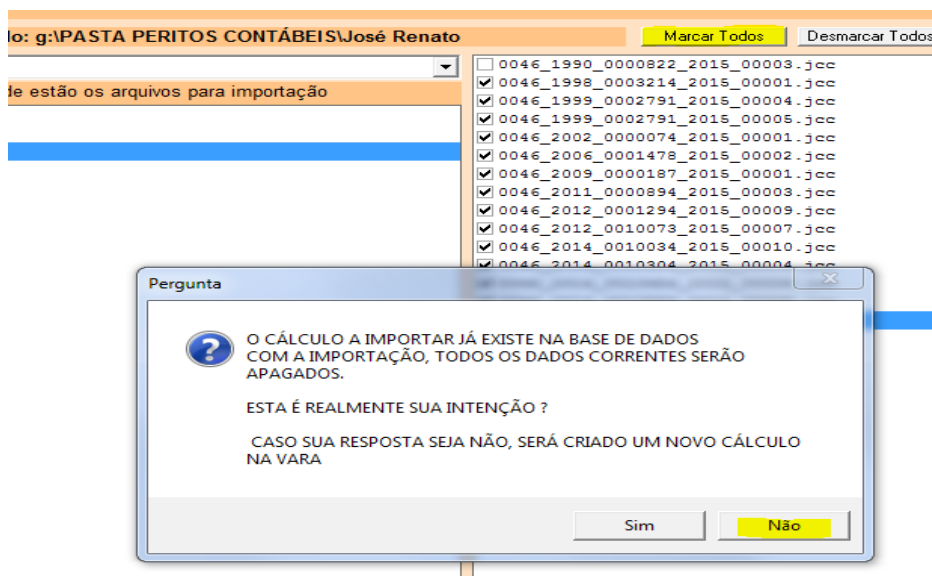 lo: g:\PASTA PERITOS CONTÁBEIS\José Renato
Marcar Todos
Desmarcar Todos
de estão os arquivos para importação
0046_1990_0000822_2015_00003.jcc
0046_1998_0003214_2015_00001.jcc
0046_1999_0002791_2015_00004.jcc
0046_1999_0002791_2015_00005.jcc
0046_2002_0000074_2015_00001.jcc
0046_2006_0001478_2015_00002.jcc
0046_2009_0000187_2015_00001.jcc
0046_2011_0000894_2015_00003.jcc
0046_2012_0001294_2015_00009.jcc
0046_2012_0010073_2015_00007.jcc
0046_2014_0010034_2015_00010.jcc
0046_2014_0010304_2015_00004.jcc
Pergunta
O CÁLCULO A IMPORTAR JÁ EXISTE NA BASE DE DADOS
COM A IMPORTAÇÃO, TODOS OS DADOS CORRENTES SERÃO
APAGADOS.
ESTA É REALMENTE SUA INTENÇÃO ?
CASO SUA RESPOSTA SEJA NÃO, SERÁ CRIADO UM NOVO CÁLCULO
NA VARA
Sim
Não